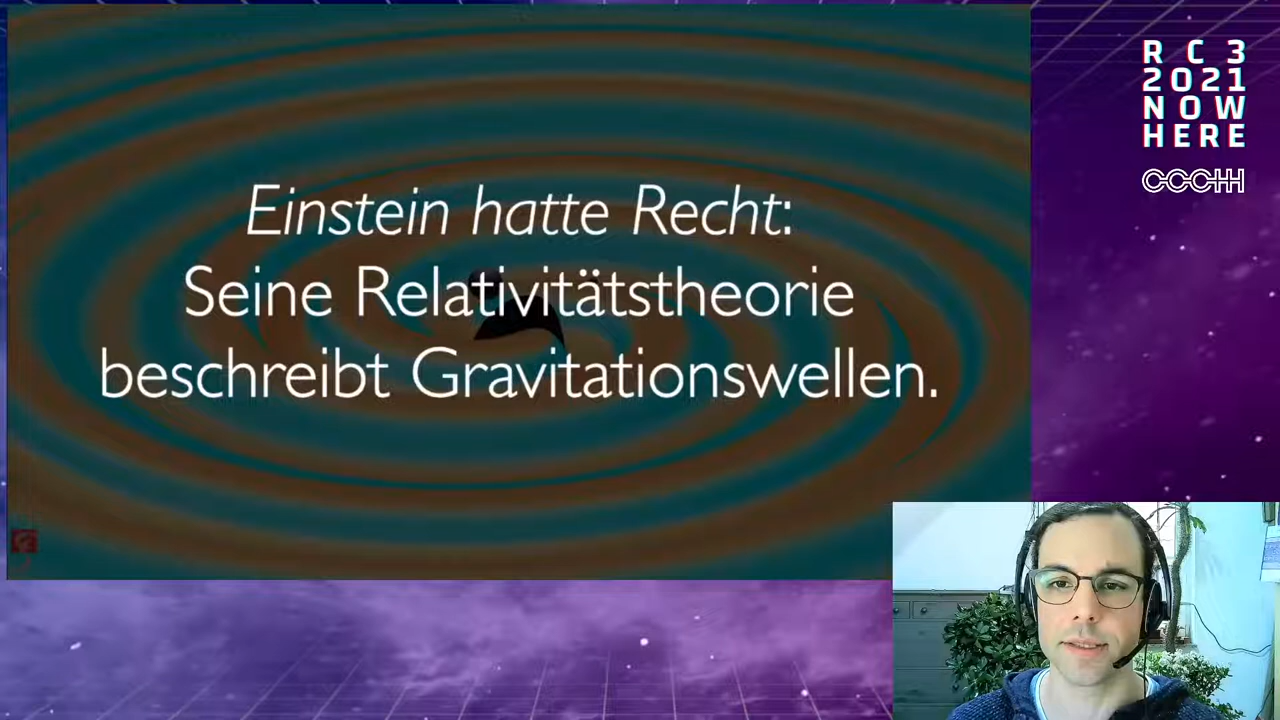 Einstein hatte Recht:
Seine Relativitätstheorie
beschreibt Gravitationswellen.
R C 3
2021
N O W
H E R E
CCCHH